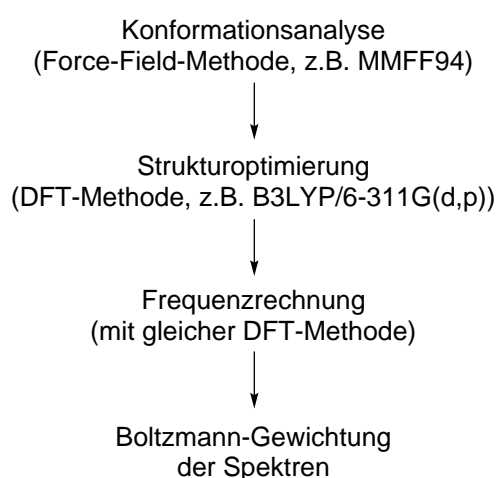 Konformationsanalyse
(Force-Field-Methode, z.B. MMFF94)
Strukturoptimierung
(DFT-Methode, z.B. B3LYP/6-311G(d,p))
Frequenzrechnung
(mit gleicher DFT-Methode)
Boltzmann-Gewichtung
der Spektren